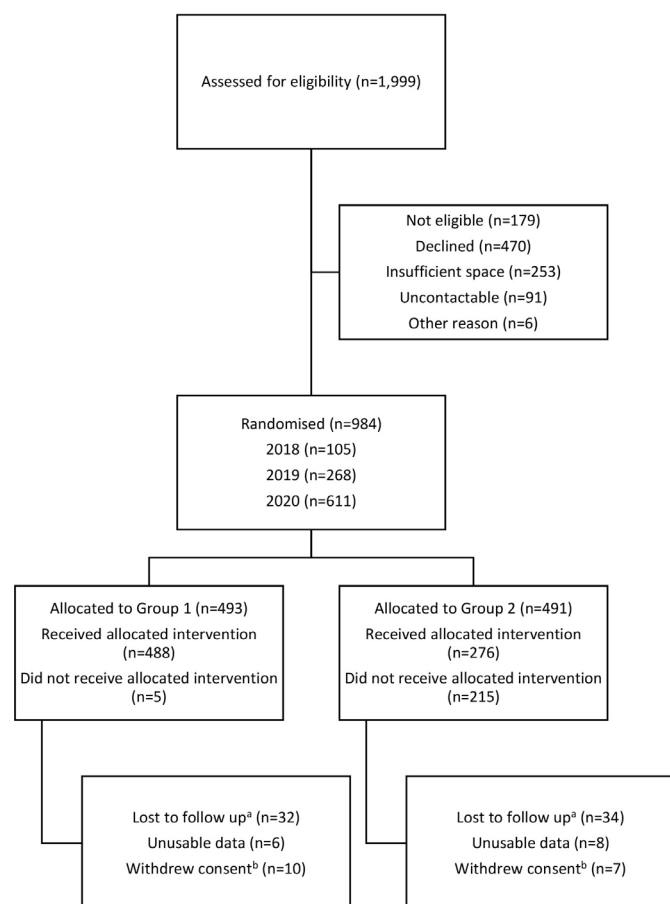 Assessed for eligibility (n=1,999)
Not eligible (n=179)
Declined (n=470)
Insufficient space (n=253)
Uncontactable (n=91)
Other reason (n=6)
Randomised (n=984)
2018 (n=105)
2019 (n=268)
2020 (n=611)
Allocated to Group 1 (n=493)
Received allocated intervention
(n=488)
Did not receive allocated intervention
(n=5)
Allocated to Group 2 (n=491)
Received allocated intervention
(n=276)
Did not receive allocated intervention
(n=215)
Lost to follow upᵃ (n=32)
Unusable data (n=6)
Withdrew consentᵇ (n=10)
Lost to follow upᵃ (n=34)
Unusable data (n=8)
Withdrew consentᵇ (n=7)